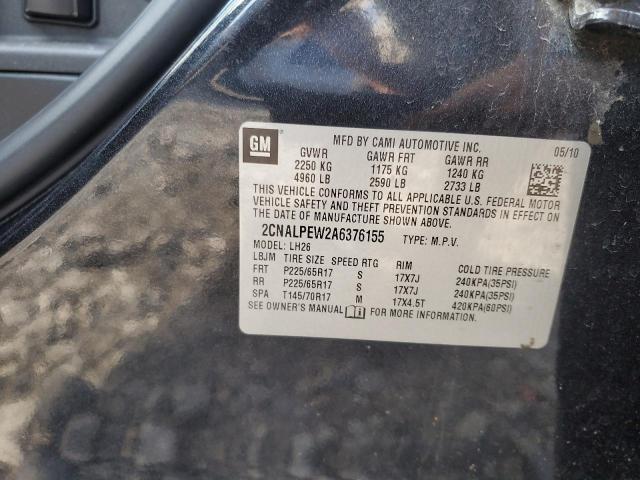 GM
MFD BY CAMI AUTOMOTIVE INC. 05/10
GVWR GAWR FRT GAWR RR
2250 KG 1175 KG 1240 KG
4960 LB 2590 LB 2733 LB
THIS VEHICLE CONFORMS TO ALL APPLICABLE U.S. FEDERAL MOTOR
VEHICLE SAFETY AND THEFT PREVENTION STANDARDS IN EFFECT ON
THE DATE OF MANUFACTURE SHOWN ABOVE.
2CNALPEW2A6376155 TYPE: M.P.V.
MODEL: LH26
LBJM TIRE SIZE SPEED RTG RIM COLD TIRE PRESSURE
FRT P225/65R17 S 17X7J 240KPA(35PSI)
RR P225/65R17 S 17X7J 240KPA(35PSI)
SPA T145/70R17 M 17X4.5T 420KPA(60PSI)
SEE OWNER'S MANUAL FOR MORE INFORMATION.